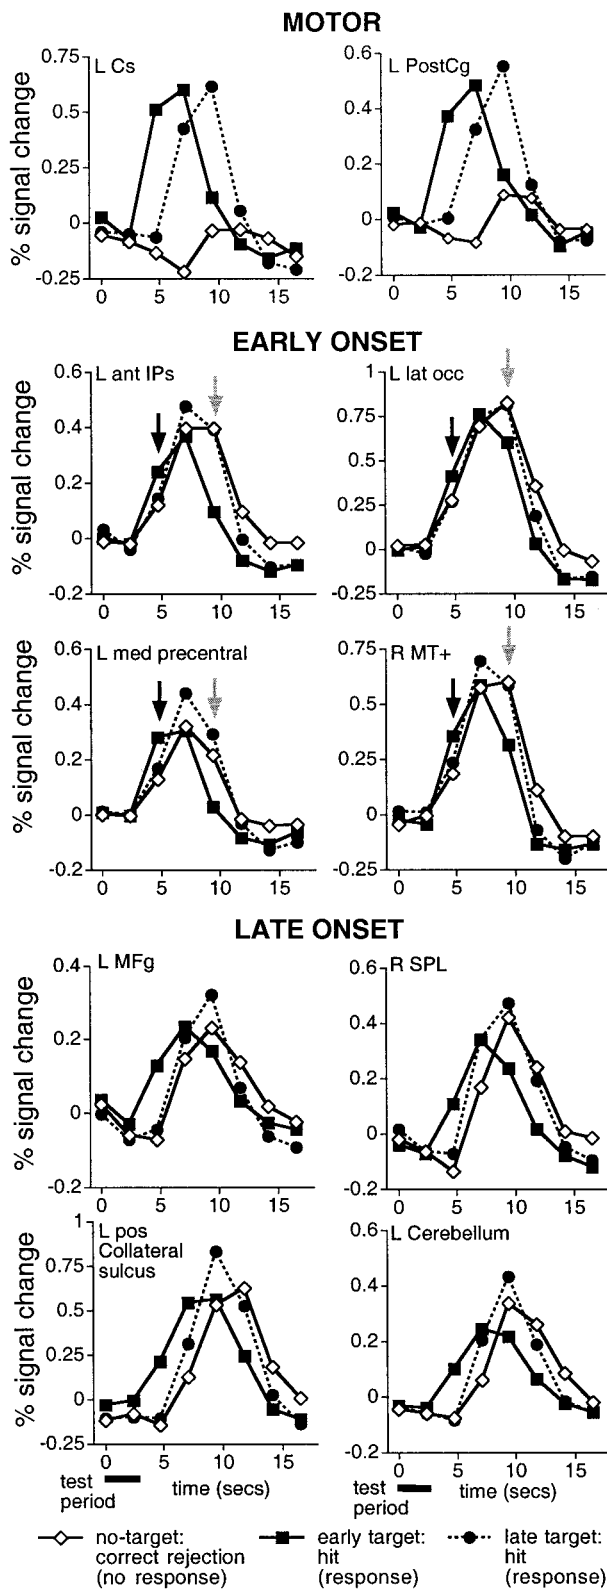 MOTOR
L Cs
L PostCg
% signal change
0.75
0.5
0.25
0
-0.25
0 5 10 15
0.6
0.4
0.2
0
-0.2
0 5 10 15
EARLY ONSET
L ant IPs
L lat occ
% signal change
0.6
0.4
0.2
0
-0.2
0 5 10 15
1
0.75
0.5
0.25
0
-0.25
0 5 10 15
L med precentral
R MT+
% signal change
0.6
0.4
0.2
0
-0.2
0 5 10 15
0.75
0.5
0.25
0
-0.25
0 5 10 15
LATE ONSET
L MFg
R SPL
% signal change
0.4
0.2
0
-0.2
0 5 10 15
0.6
0.4
0.2
0
-0.2
0 5 10 15
L pos
Collateral
sulcus
L Cerebellum
% signal change
1
0.75
0.5
0.25
0
-0.25
0 5 10 15
0.6
0.4
0.2
0
-0.2
0 5 10 15
test
period
time (secs)
test
period
time (secs)
no-target:
correct rejection
(no response)
early target:
hit
(response)
late target:
hit
(response)